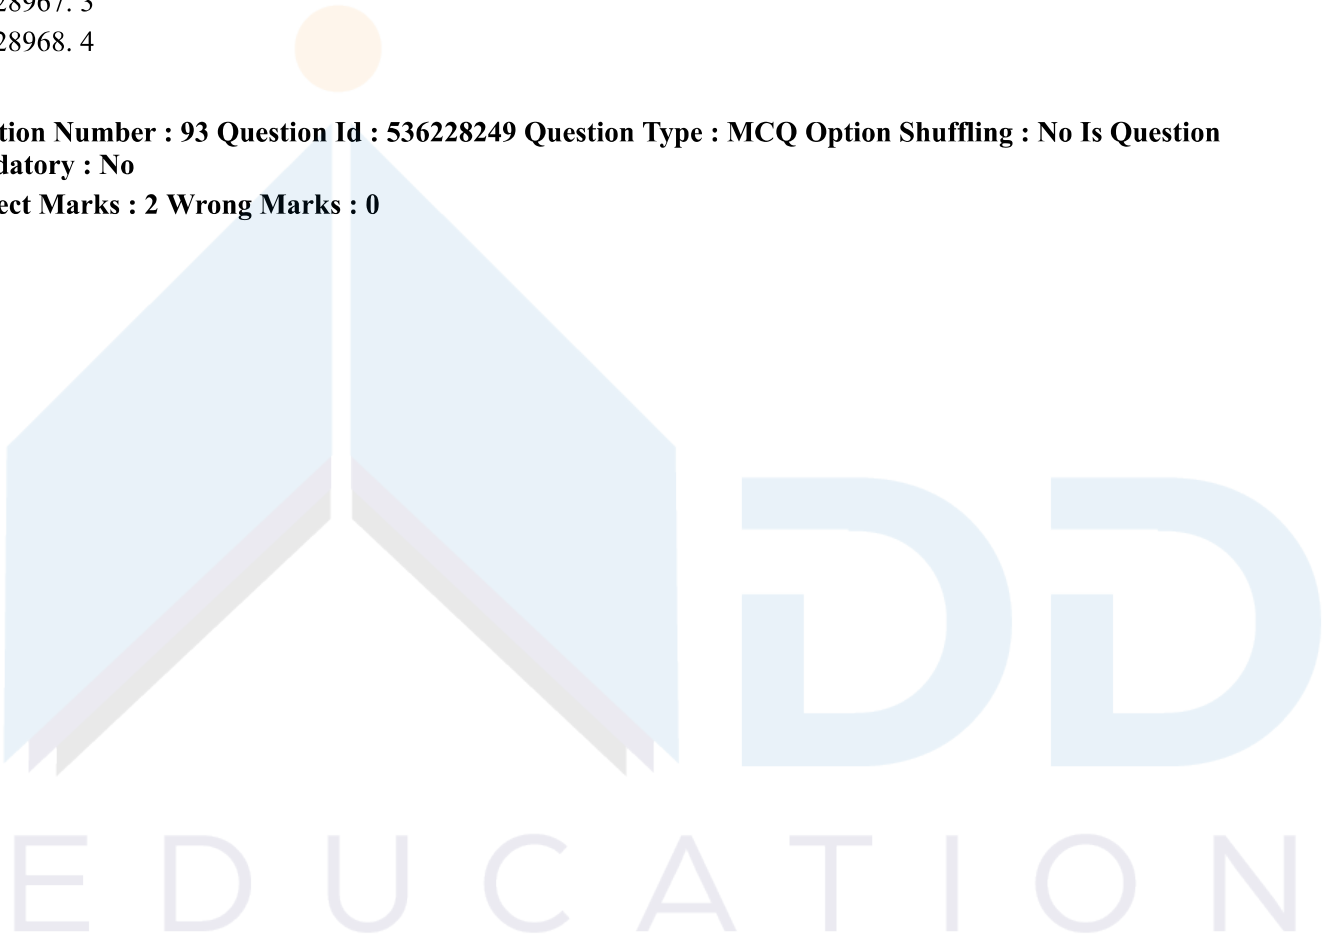 28967. 3
28968. 4
tion Number : 93 Question Id : 536228249 Question Type : MCQ Option Shuffling : No Is Question
datory : No
ect Marks : 2 Wrong Marks : 0
DD
EDUCATION